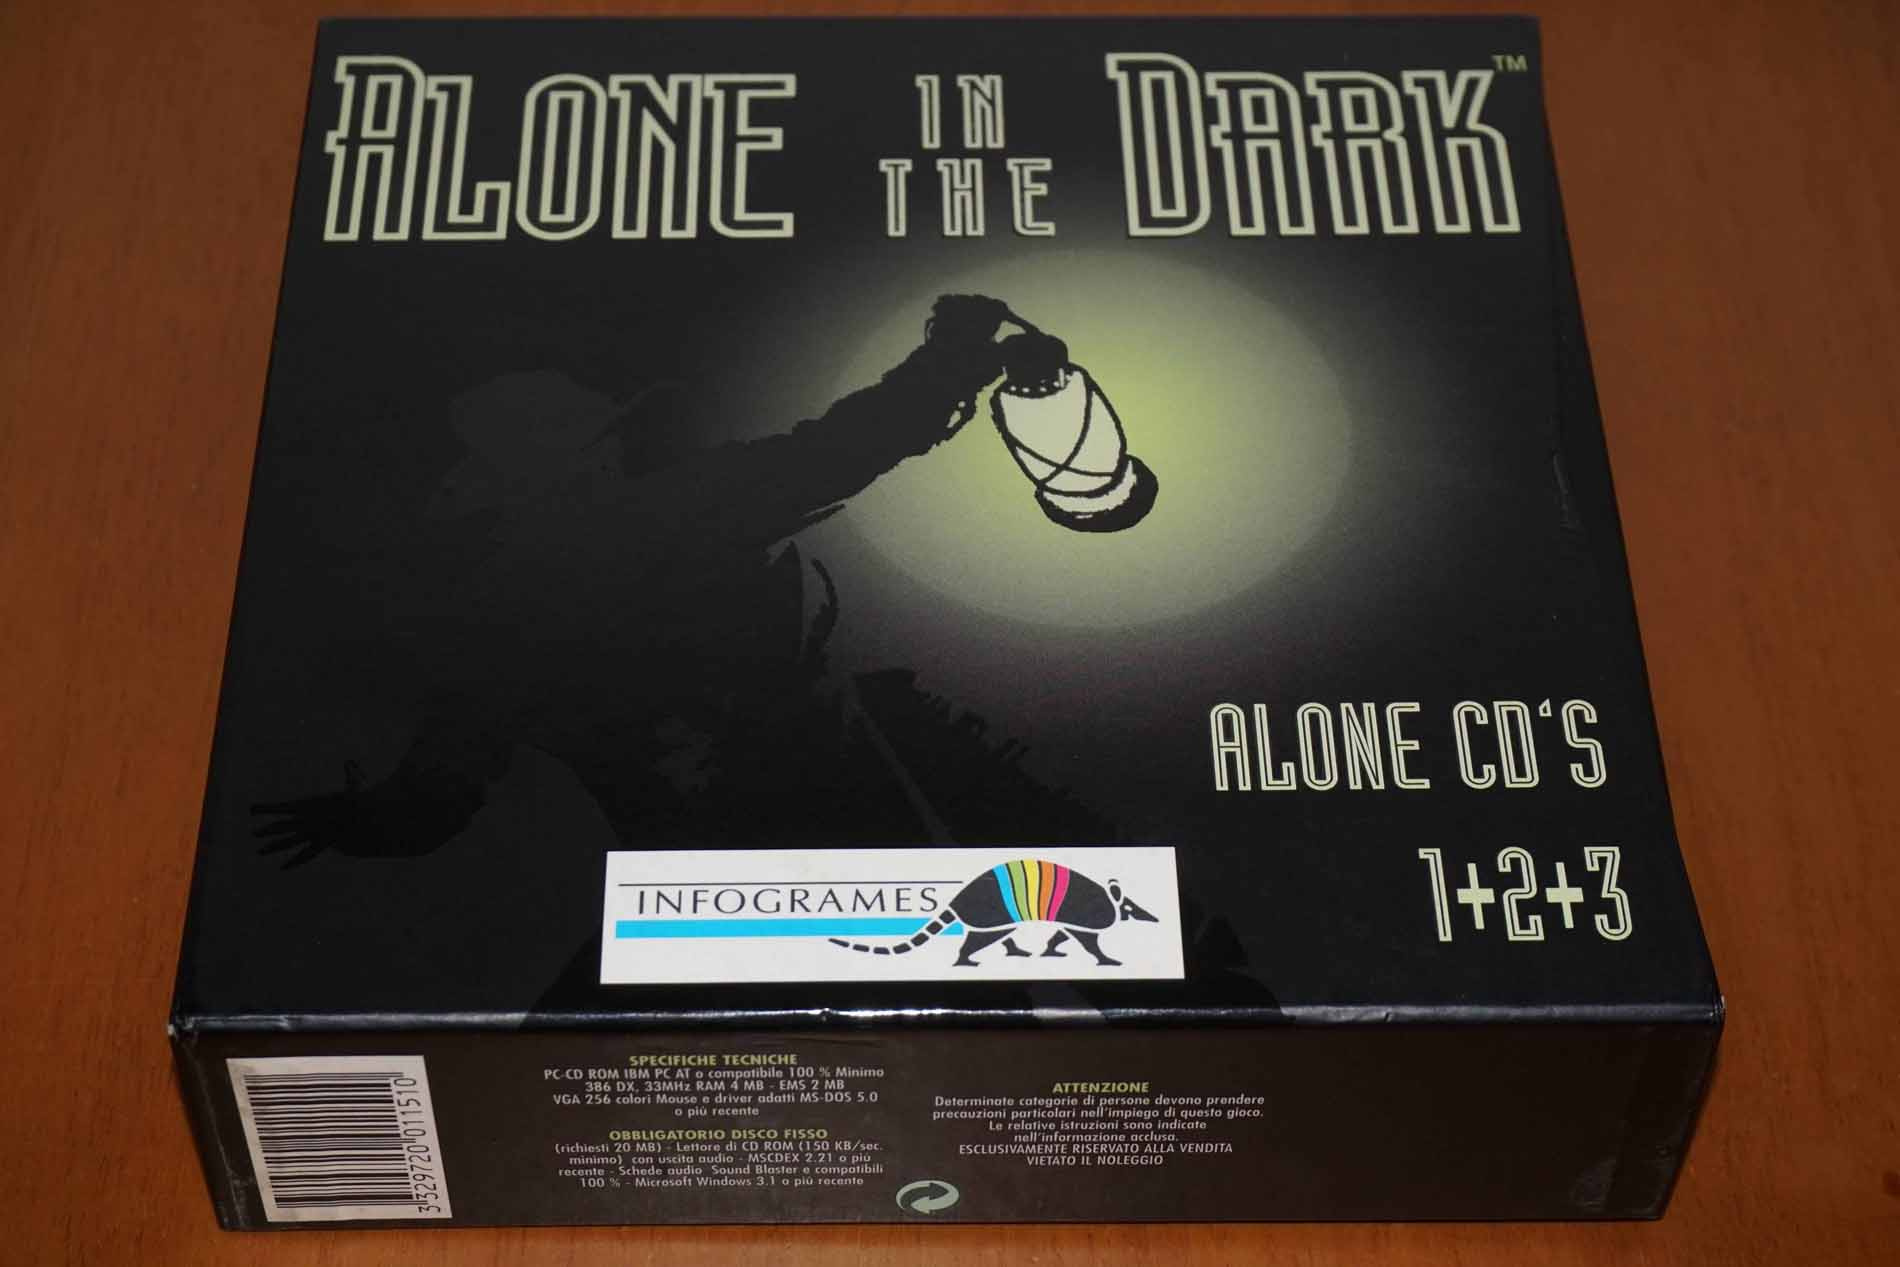 ALONE IN THE DARK™
ALONE CD'S
1+2+3
INFOGRAMES
3329720011510
SPECIFICHE TECNICHE
PC-CD ROM IBM PC AT o compatibile 100 % Minimo
386 DX, 33MHz RAM 4 MB - EMS 2 MB
VGA 256 colori Mouse e driver adatti MS-DOS 5.0
o più recente
OBBLIGATORIO DISCO FISSO
(richiesti 20 MB) - Lettore di CD ROM (150 KB/sec.
minimo) con uscita audio - MSCDEX 2.21 o più
recente - Schede audio Sound Blaster e compatibili
100 % - Microsoft Windows 3.1 o più recente
ATTENZIONE
Determinate categorie di persone devono prendere
precauzioni particolari nell'impiego di questo gioco.
Le relative istruzioni sono indicate
nell'informazione acclusa.
ESCLUSIVAMENTE RISERVATO ALLA VENDITA
VIETATO IL NOLEGGIO